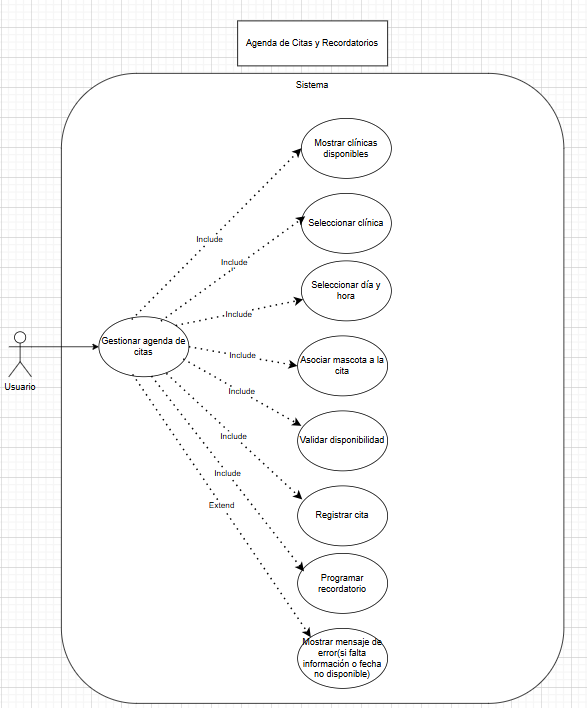 Agenda de Citas y Recordatorios
Sistema
Mostrar clínicas
disponibles
Include
Seleccionar clínica
Include
Seleccionar día y
hora
Include
Gestionar agenda de
citas
Usuario
Include
Asociar mascota a la
cita
Include
Validar disponibilidad
Include
Registrar cita
Include
Programar
recordatorio
Extend
Mostrar mensaje de
error(si falta
información o fecha
no disponible)